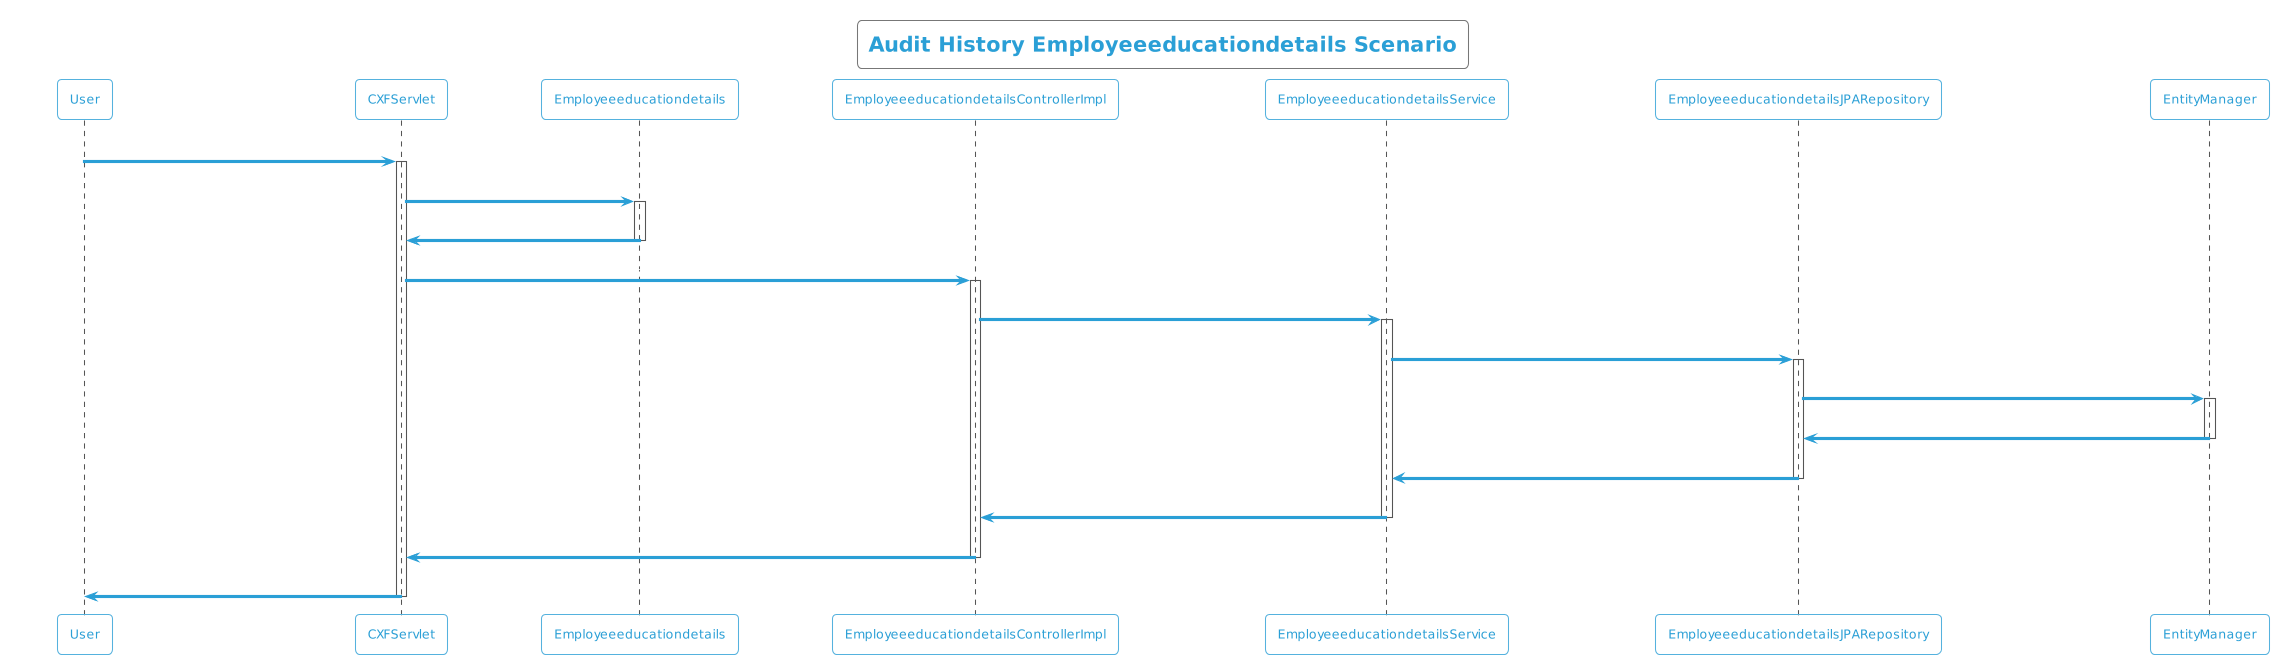 Audit History Employeeeducationdetails Scenario
User
CXFServlet
Employeeeducationdetails
EmployeeeducationdetailsControllerImpl
EmployeeeducationdetailsService
EmployeeeducationdetailsJPARepository
EntityManager
User
CXFServlet
Employeeeducationdetails
EmployeeeducationdetailsControllerImpl
EmployeeeducationdetailsService
EmployeeeducationdetailsJPARepository
EntityManager